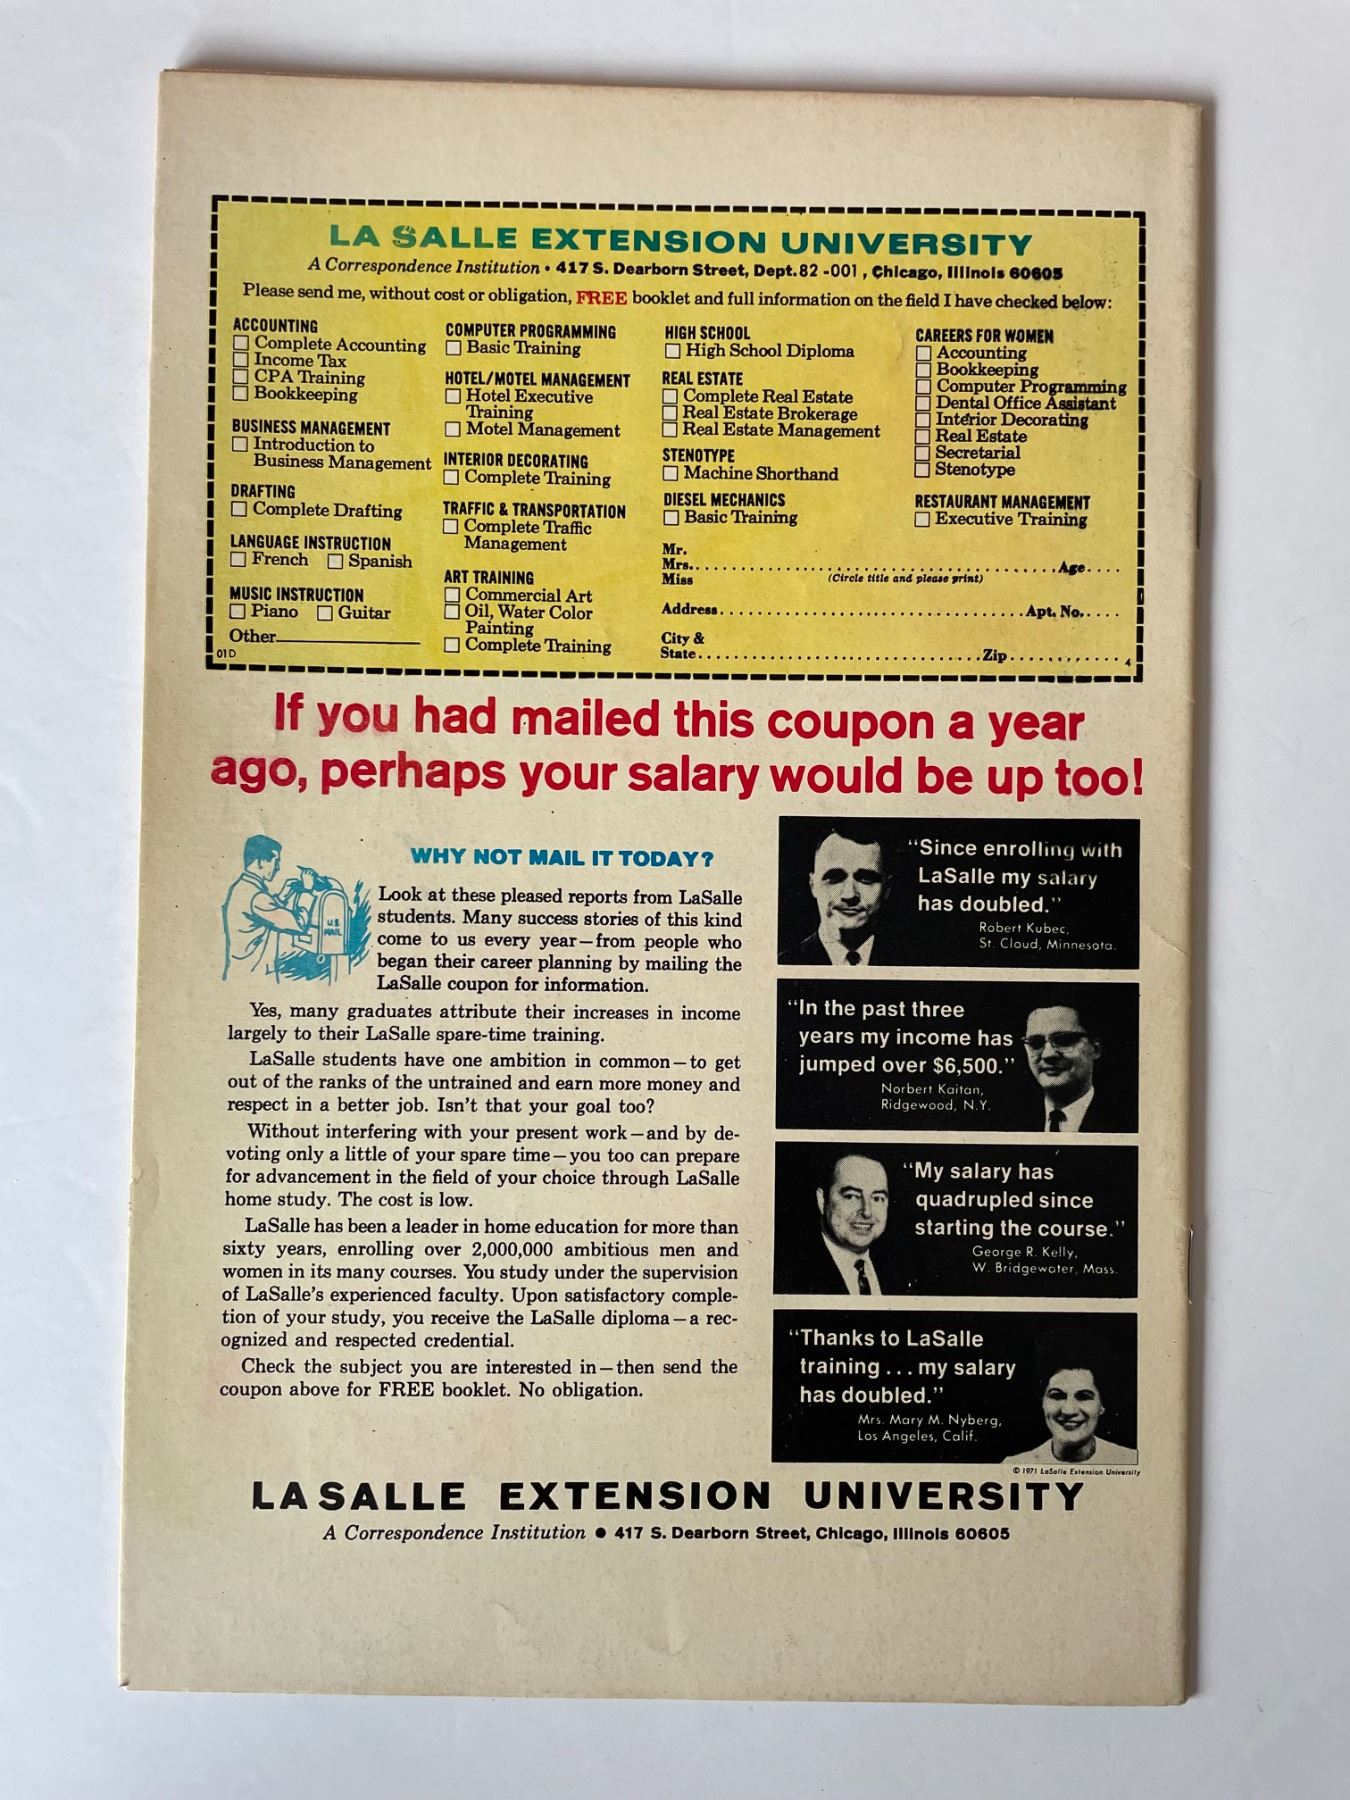 LA SALLE EXTENSION UNIVERSITY
A Correspondence Institution • 417 S. Dearborn Street, Dept. 82-001, Chicago, Illinois 60605
Please send me, without cost or obligation, FREE booklet and full information on the field I have checked below:
ACCOUNTING
Complete Accounting
Income Tax
CPA Training
Bookkeeping
BUSINESS MANAGEMENT
Introduction to
Business Management
DRAFTING
Complete Drafting
LANGUAGE INSTRUCTION
French Spanish
MUSIC INSTRUCTION
Piano Guitar
Other
01D
COMPUTER PROGRAMMING
Basic Training
HOTEL/MOTEL MANAGEMENT
Hotel Executive
Training
Motel Management
INTERIOR DECORATING
Complete Training
TRAFFIC & TRANSPORTATION
Complete Traffic
Management
ART TRAINING
Commercial Art
Oil, Water Color
Painting
Complete Training
HIGH SCHOOL
High School Diploma
REAL ESTATE
Complete Real Estate
Real Estate Brokerage
Real Estate Management
STENOTYPE
Machine Shorthand
DIESEL MECHANICS
Basic Training
CAREERS FOR WOMEN
Accounting
Bookkeeping
Computer Programming
Dental Office Assistant
Interior Decorating
Real Estate
Secretarial
Stenotype
RESTAURANT MANAGEMENT
Executive Training
Mr.
Mrs. Age
Miss (Circle title and please print)
Address Apt. No.
City &
State Zip 4
If you had mailed this coupon a year
ago, perhaps your salary would be up too!
WHY NOT MAIL IT TODAY?
U.S.
MAIL
Look at these pleased reports from LaSalle
students. Many success stories of this kind
come to us every year—from people who
began their career planning by mailing the
LaSalle coupon for information.
Yes, many graduates attribute their increases in income
largely to their LaSalle spare-time training.
LaSalle students have one ambition in common—to get
out of the ranks of the untrained and earn more money and
respect in a better job. Isn't that your goal too?
Without interfering with your present work—and by de-
voting only a little of your spare time—you too can prepare
for advancement in the field of your choice through LaSalle
home study. The cost is low.
LaSalle has been a leader in home education for more than
sixty years, enrolling over 2,000,000 ambitious men and
women in its many courses. You study under the supervision
of LaSalle's experienced faculty. Upon satisfactory comple-
tion of your study, you receive the LaSalle diploma—a rec-
ognized and respected credential.
Check the subject you are interested in—then send the
coupon above for FREE booklet. No obligation.
"Since enrolling with
LaSalle my salary
has doubled."
Robert Kubec,
St. Cloud, Minnesota.
"In the past three
years my income has
jumped over $6,500."
Norbert Kaitan,
Ridgewood, N.Y.
"My salary has
quadrupled since
starting the course."
George R. Kelly,
W. Bridgewater, Mass.
"Thanks to LaSalle
training . . . my salary
has doubled."
Mrs. Mary M. Nyberg,
Los Angeles, Calif.
© 1971 LaSalle Extension University
LA SALLE EXTENSION UNIVERSITY
A Correspondence Institution • 417 S. Dearborn Street, Chicago, Illinois 60605